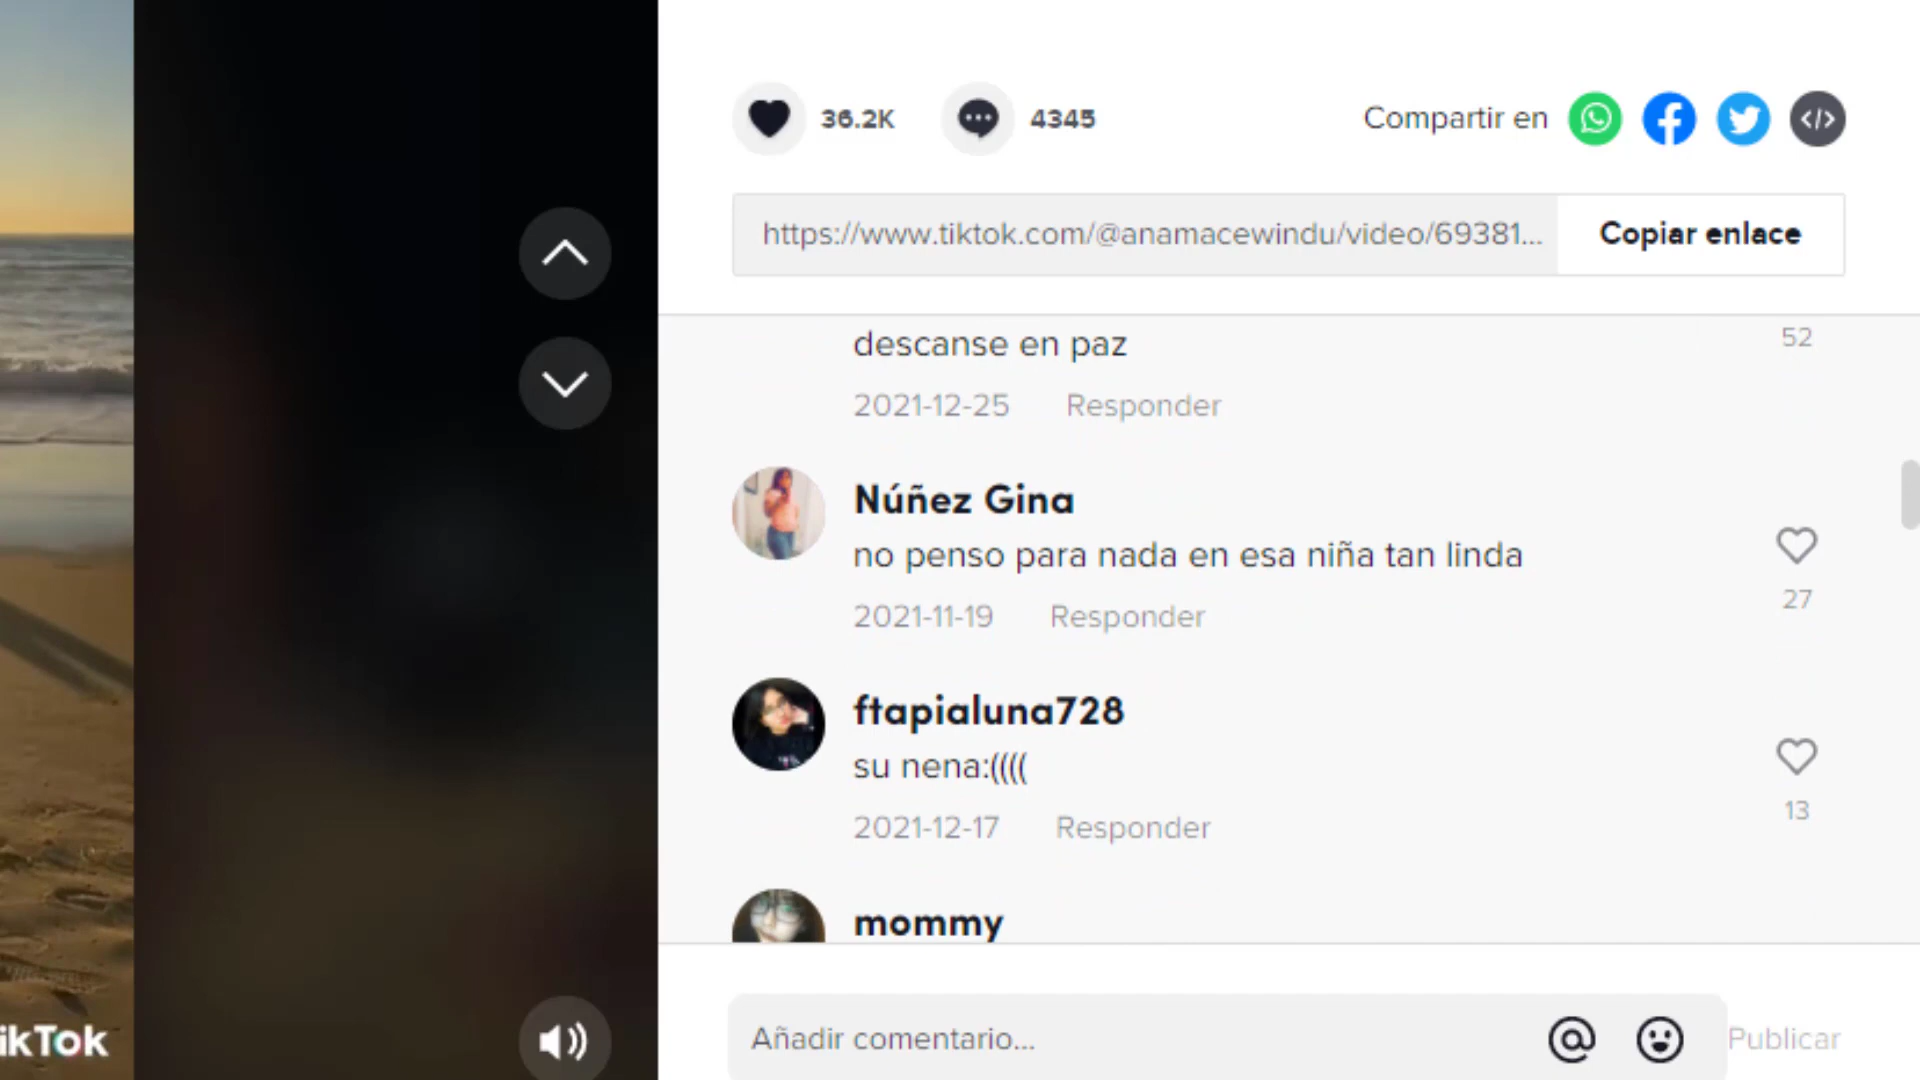 36.2K
4345
Compartir en
https://www.tiktok.com/@anamacewindu/video/69381...
Copiar enlace
descanse en paz
52
2021-12-25 Responder
Núñez Gina
no penso para nada en esa niña tan linda
27
2021-11-19 Responder
ftapialuna728
su nena:((((
13
2021-12-17 Responder
mommy
ikTok
Añadir comentario...
Publicar